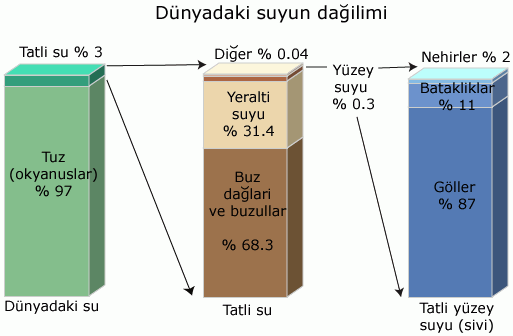 Dünyadaki suyun dağilimi
Tatli su % 3
Tuz
(okyanuslar)
% 97
Dünyadaki su
Diğer % 0.04
Yeralti
suyu
% 31.4
Buz
dağlari
ve buzullar
% 68.3
Tatli su
Yüzey
suyu
% 0.3
Nehirler % 2
Batakliklar
% 11
Göller
% 87
Tatli yüzey
suyu (sivi)